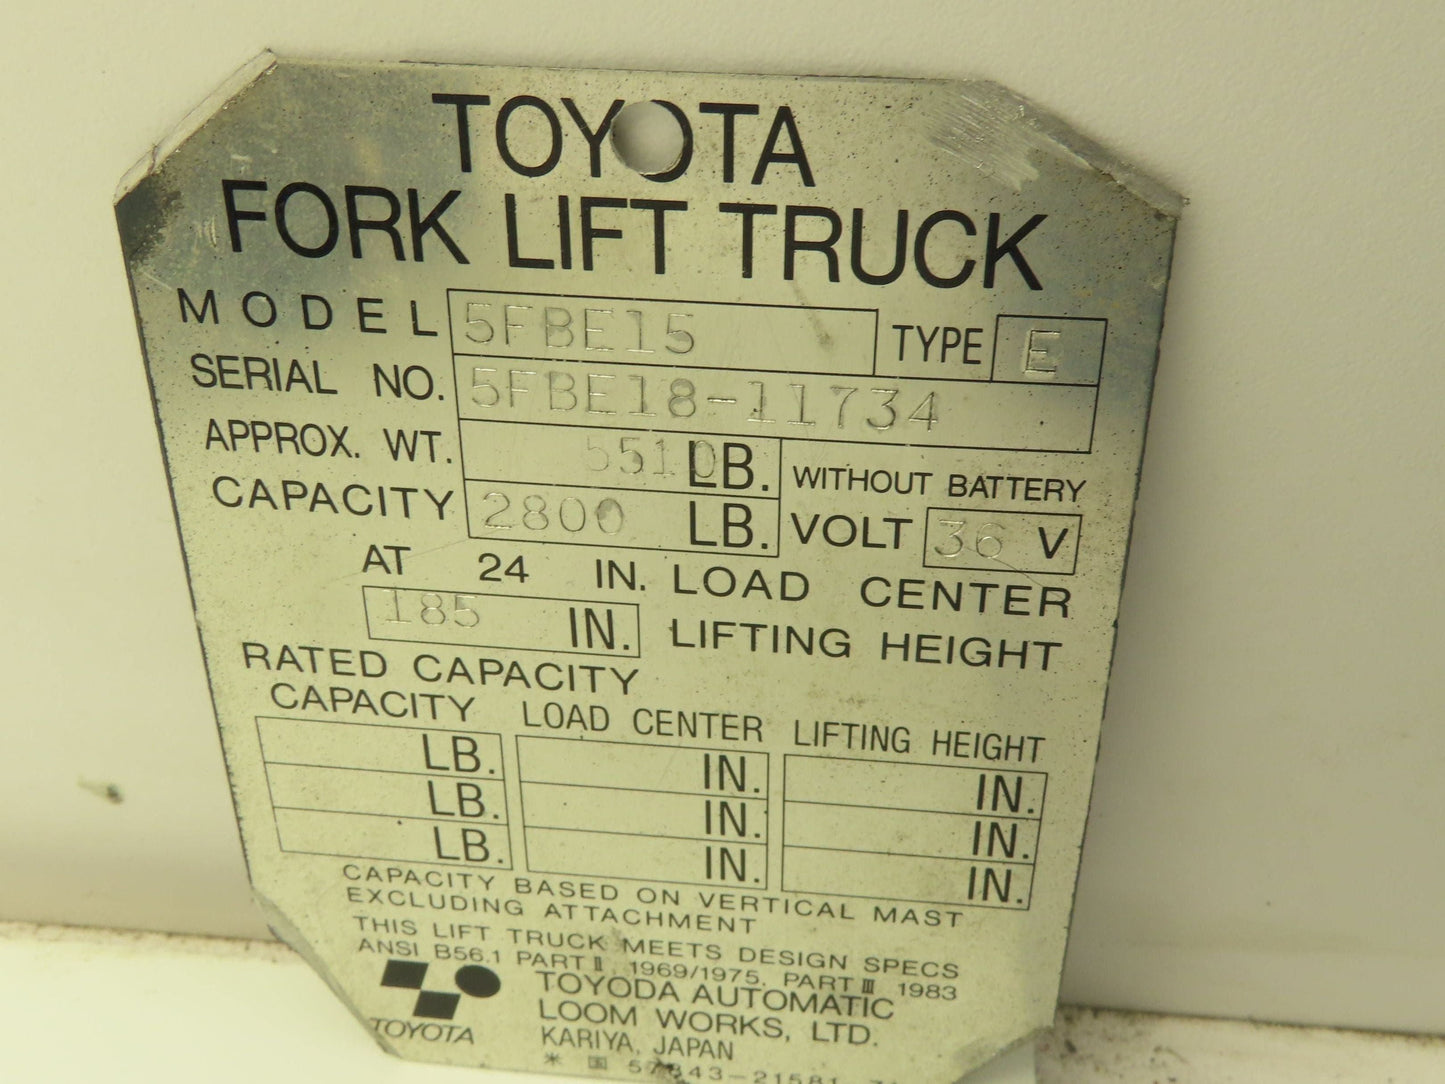 TOYOTA
FORK LIFT TRUCK
MODEL 5FBE15 TYPE E
SERIAL NO. 5FBE18-11734
APPROX. WT. 5510 LB. WITHOUT BATTERY
CAPACITY 2800 LB. VOLT 36 V
AT 24 IN. LOAD CENTER
185 IN. LIFTING HEIGHT
RATED CAPACITY
CAPACITY LOAD CENTER LIFTING HEIGHT
LB. IN. IN.
LB. IN. IN.
LB. IN. IN.
CAPACITY BASED ON VERTICAL MAST
EXCLUDING ATTACHMENT
THIS LIFT TRUCK MEETS DESIGN SPECS
ANSI B56.1 PART II 1969/1975. PART III 1983
TOYODA AUTOMATIC
LOOM WORKS, LTD.
KARIYA, JAPAN
TOYOTA
57843-21581